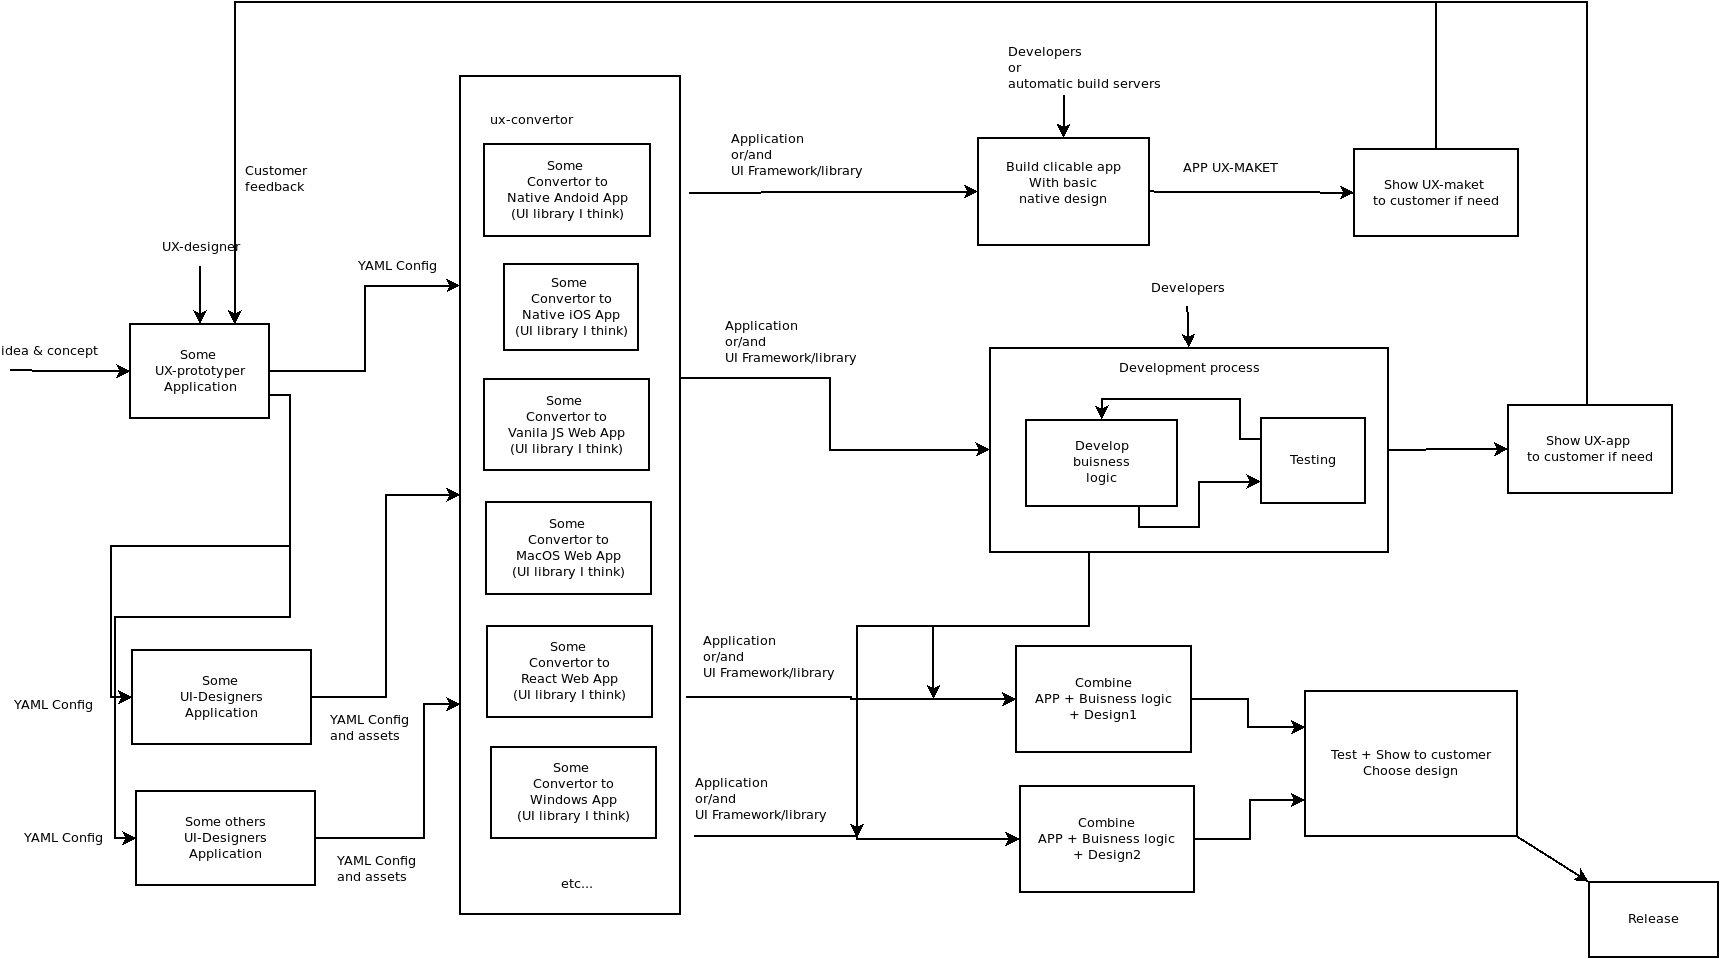 Developers
or
automatic build servers
ux-convertor
Application
or/and
UI Framework/library
Customer
feedback
Some
Convertor to
Native Andoid App
(UI library I think)
Build clicable app
With basic
native design
APP UX-MAKET
Show UX-maket
to customer if need
UX-designer
YAML Config
Some
Convertor to
Native iOS App
(UI library I think)
Developers
idea & concept
Some
UX-prototyper
Application
Application
or/and
UI Framework/library
Development process
Some
Convertor to
Vanila JS Web App
(UI library I think)
Develop
buisness
logic
Testing
Show UX-app
to customer if need
Some
Convertor to
MacOS Web App
(UI library I think)
YAML Config
Some
UI-Designers
Application
YAML Config
and assets
Some
Convertor to
React Web App
(UI library I think)
Application
or/and
UI Framework/library
Combine
APP + Buisness logic
+ Design1
Test + Show to customer
Choose design
YAML Config
Some others
UI-Designers
Application
YAML Config
and assets
Some
Convertor to
Windows App
(UI library I think)
Application
or/and
UI Framework/library
Combine
APP + Buisness logic
+ Design2
etc...
Release